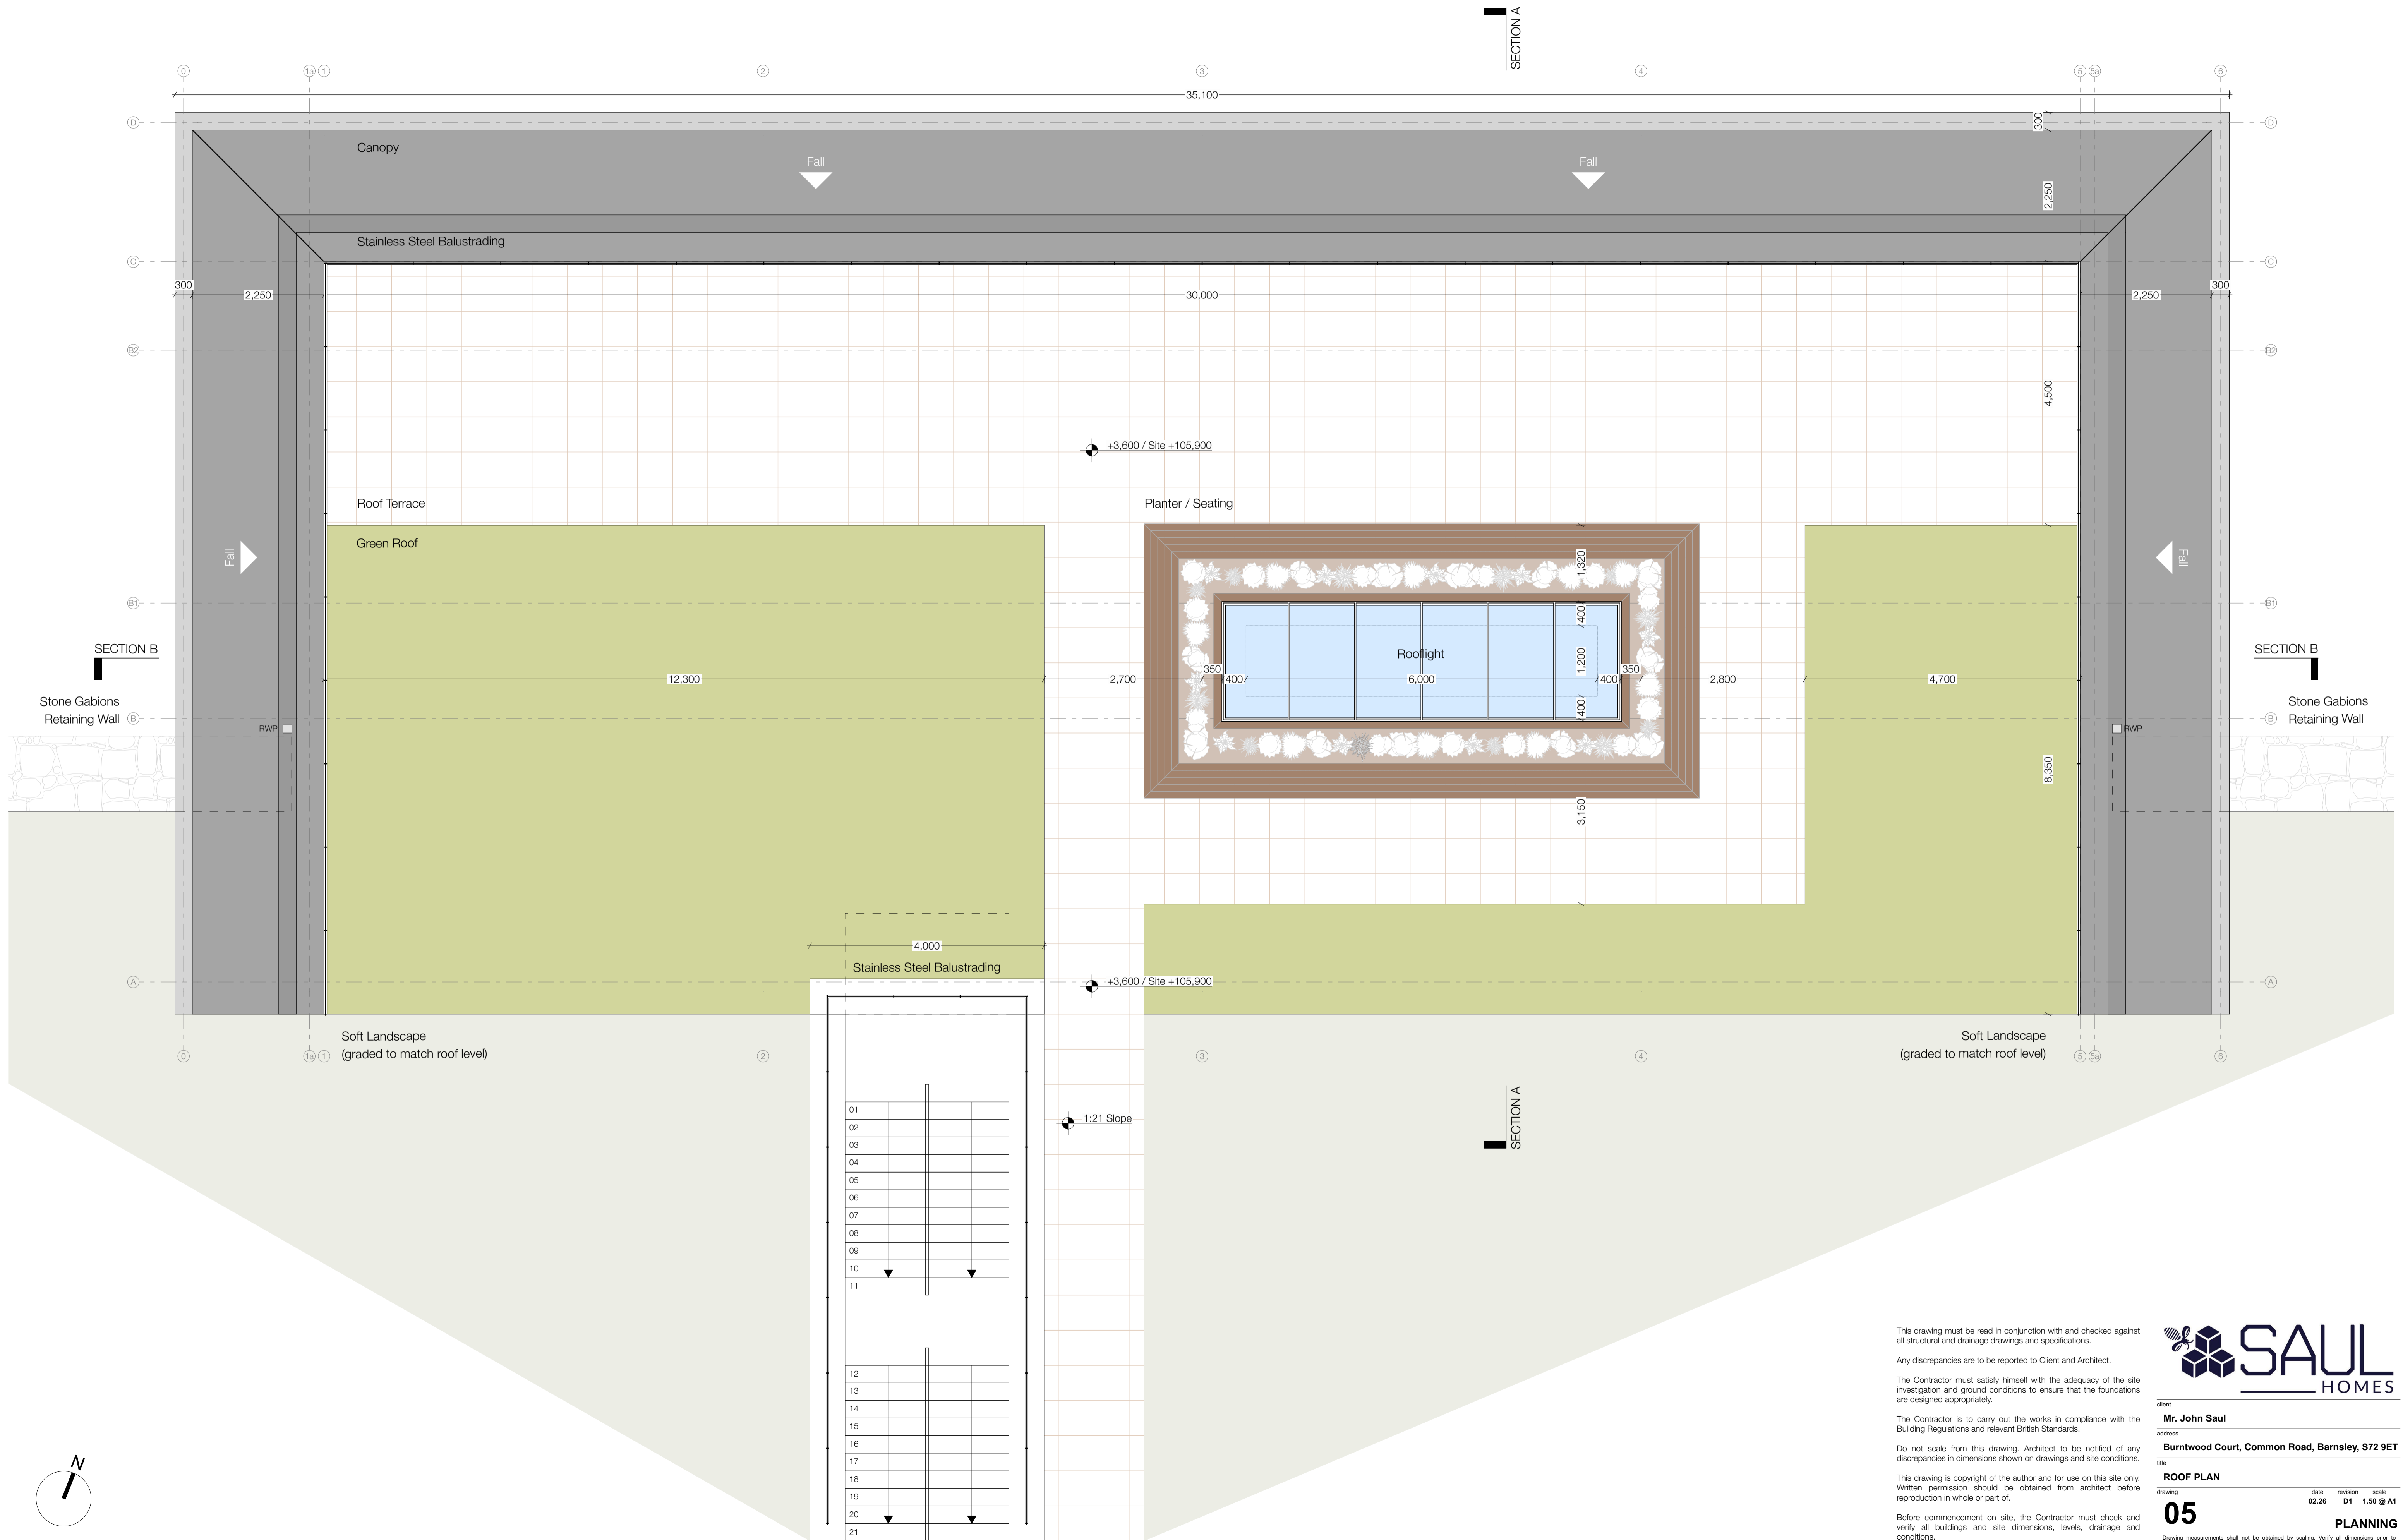 SECTION A
0 1a 1 2 3 4 5 5a 6
35,100
D
D
300
Canopy
Fall
Fall
2,250
Stainless Steel Balustrading
C
C
300
2,250
30,000
2,250
300
B2
B2
4,500
+3,600 / Site +105,900
Roof Terrace
Planter / Seating
Green Roof
Fall
Fall
1,320
B1
B1
400
SECTION B
SECTION B
Rooflight
1,200
350
350
12,300
2,700
400
6,000
400
2,800
4,700
Stone Gabions
Retaining Wall
Stone Gabions
Retaining Wall
400
B
B
RWP
RWP
8,350
3,150
4,000
Stainless Steel Balustrading
A
+3,600 / Site +105,900
A
Soft Landscape
(graded to match roof level)
Soft Landscape
(graded to match roof level)
0 1a 1 2 3 4 5 5a 6
SECTION A
1:21 Slope
01
02
03
04
05
06
07
08
09
10
11
12
13
14
15
16
17
18
19
20
21
N
This drawing must be read in conjunction with and checked against
all structural and drainage drawings and specifications.
Any discrepancies are to be reported to Client and Architect.
The Contractor must satisfy himself with the adequacy of the site
investigation and ground conditions to ensure that the foundations
are designed appropriately.
The Contractor is to carry out the works in compliance with the
Building Regulations and relevant British Standards.
Do not scale from this drawing. Architect to be notified of any
discrepancies in dimensions shown on drawings and site conditions.
This drawing is copyright of the author and for use on this site only.
Written permission should be obtained from architect before
reproduction in whole or part of.
Before commencement on site, the Contractor must check and
verify all buildings and site dimensions, levels, drainage and
conditions.
SAUL
HOMES
client
Mr. John Saul
address
Burntwood Court, Common Road, Barnsley, S72 9ET
title
ROOF PLAN
drawing date revision scale
05 02.26 D1 1.50 @ A1
PLANNING
Drawing measurements shall not be obtained by scaling. Verify all dimensions prior to